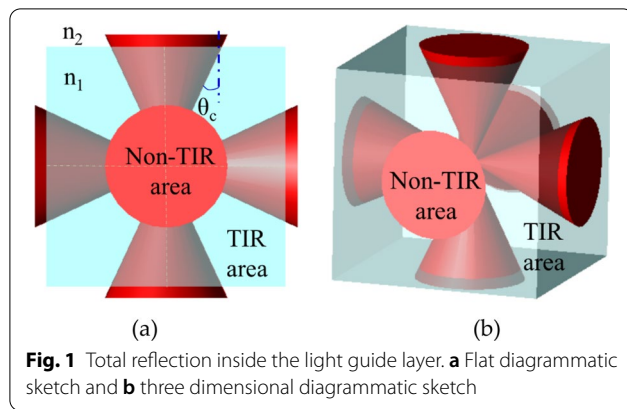 n₂
n₁
θc
Non-TIR
area
TIR
area
(a)
Non-TIR
area
TIR
area
(b)
Fig. 1 Total reflection inside the light guide layer. a Flat diagrammatic
sketch and b three dimensional diagrammatic sketch